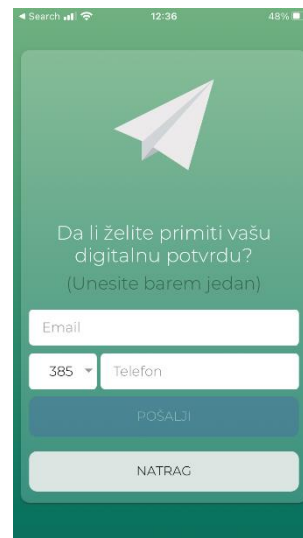 ◀ Search 12:36 48%
Da li želite primiti vašu
digitalnu potvrdu?
(Unesite barem jedan)
Email
385 Telefon
POŠALJI
NATRAG